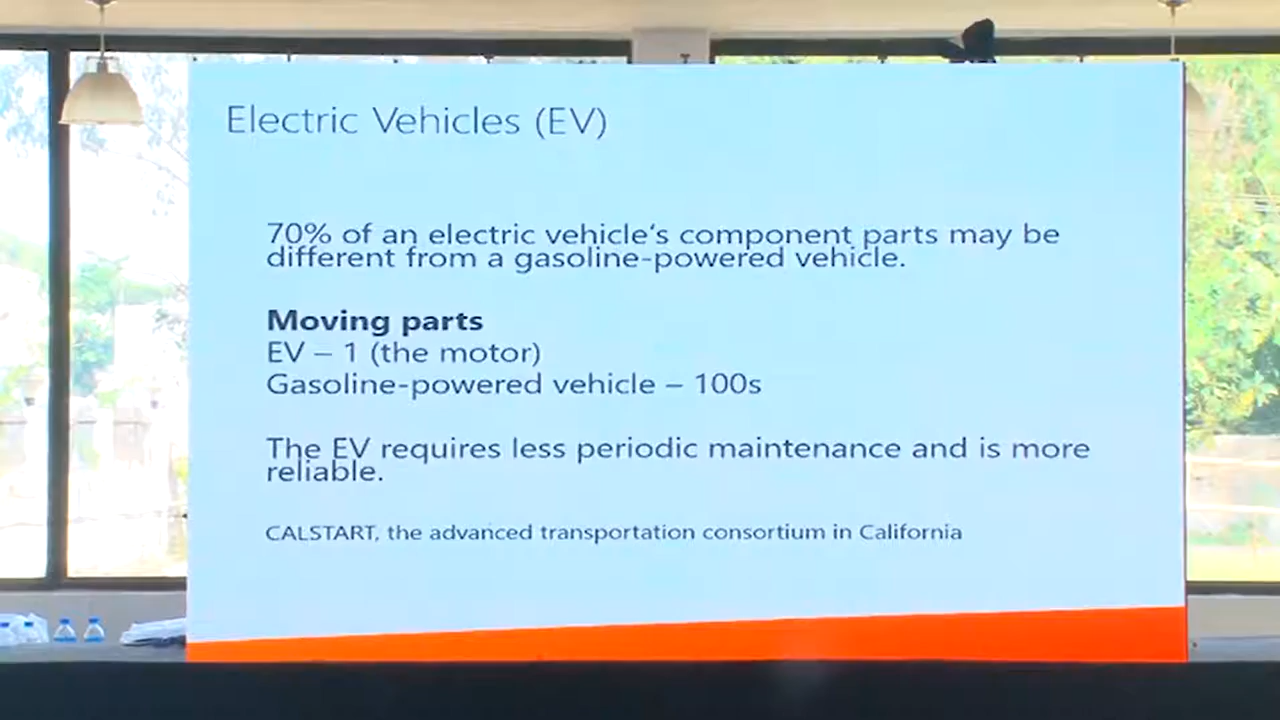 Electric Vehicles (EV)
70% of an electric vehicle‘s component parts may be
different from a gasoline-powered vehicle.
Moving parts
EV – 1 (the motor)
Gasoline-powered vehicle – 100s
The EV requires less periodic maintenance and is more
reliable.
CALSTART, the advanced transportation consortium in California